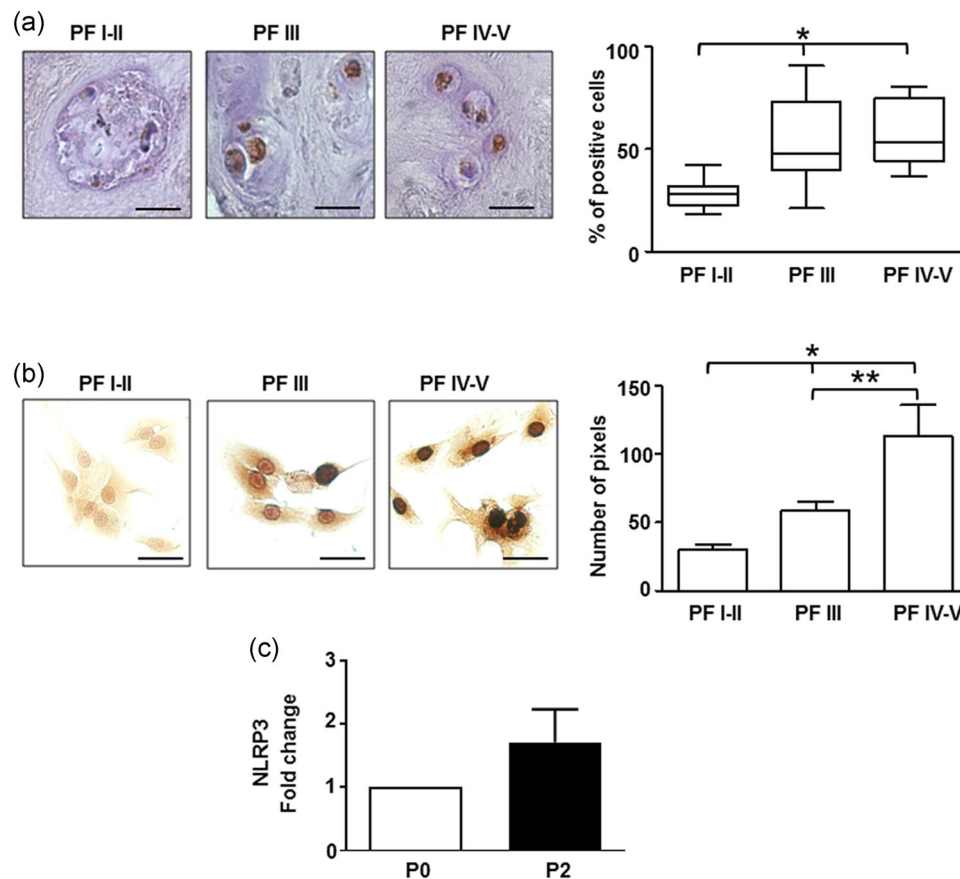 (a)
PF I-II PF III PF IV-V
% of positive cells
100
50
0
*
PF I-II PF III PF IV-V
(b)
PF I-II PF III PF IV-V
Number of pixels
150
100
50
0
*
**
PF I-II PF III PF IV-V
(c)
NLRP3
Fold change
3
2
1
0
P0 P2